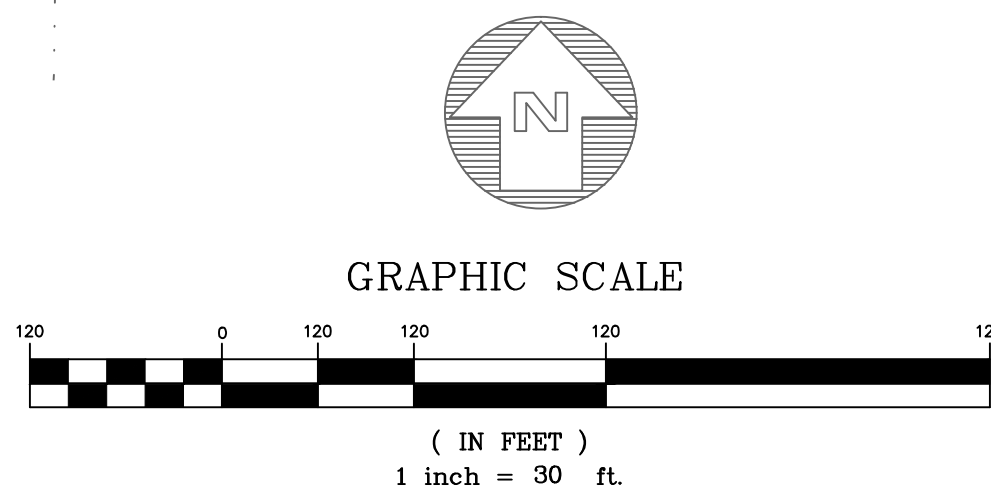 N
GRAPHIC SCALE
120 0 120 120 120
( IN FEET )
1 inch = 30 ft.